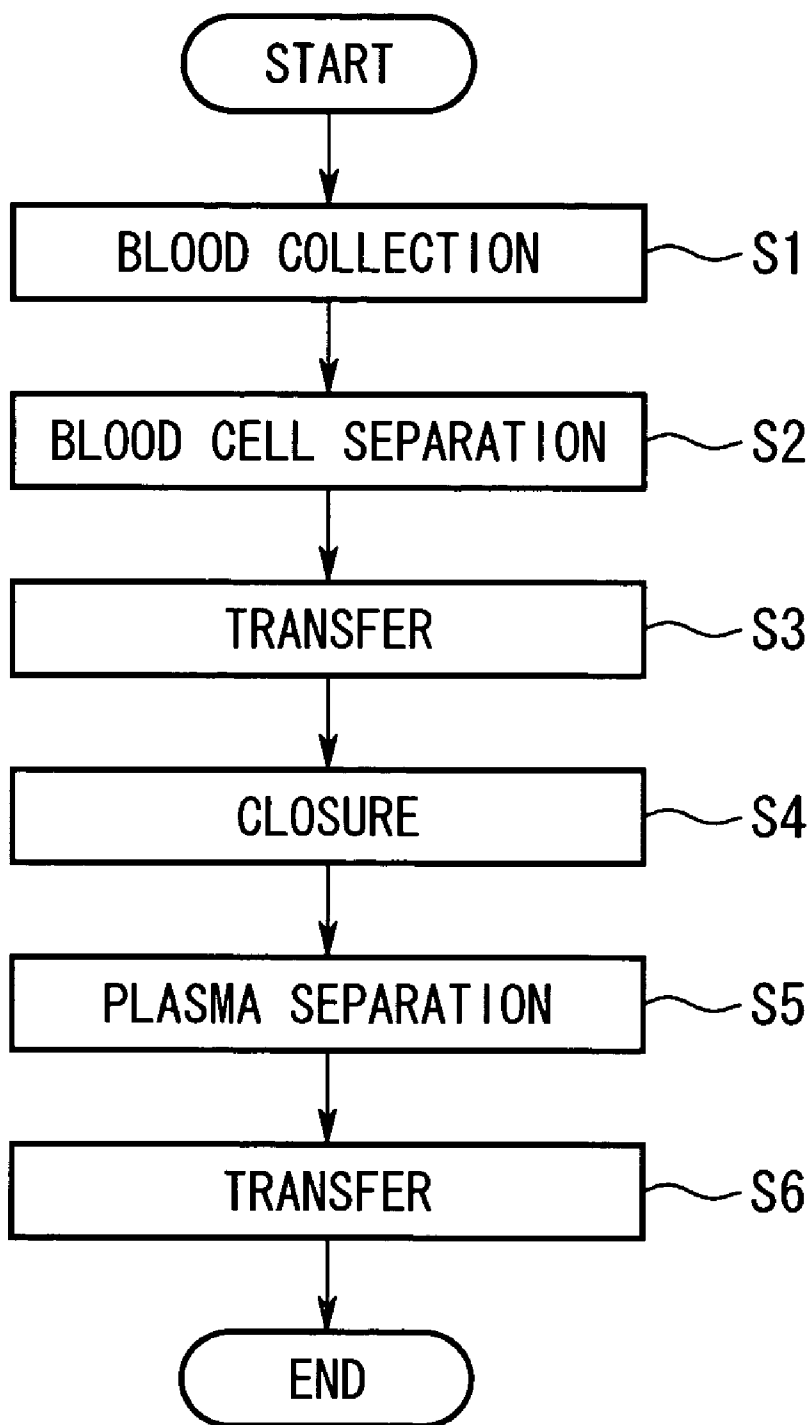 START
BLOOD COLLECTION S1
BLOOD CELL SEPARATION S2
TRANSFER S3
CLOSURE S4
PLASMA SEPARATION S5
TRANSFER S6
END